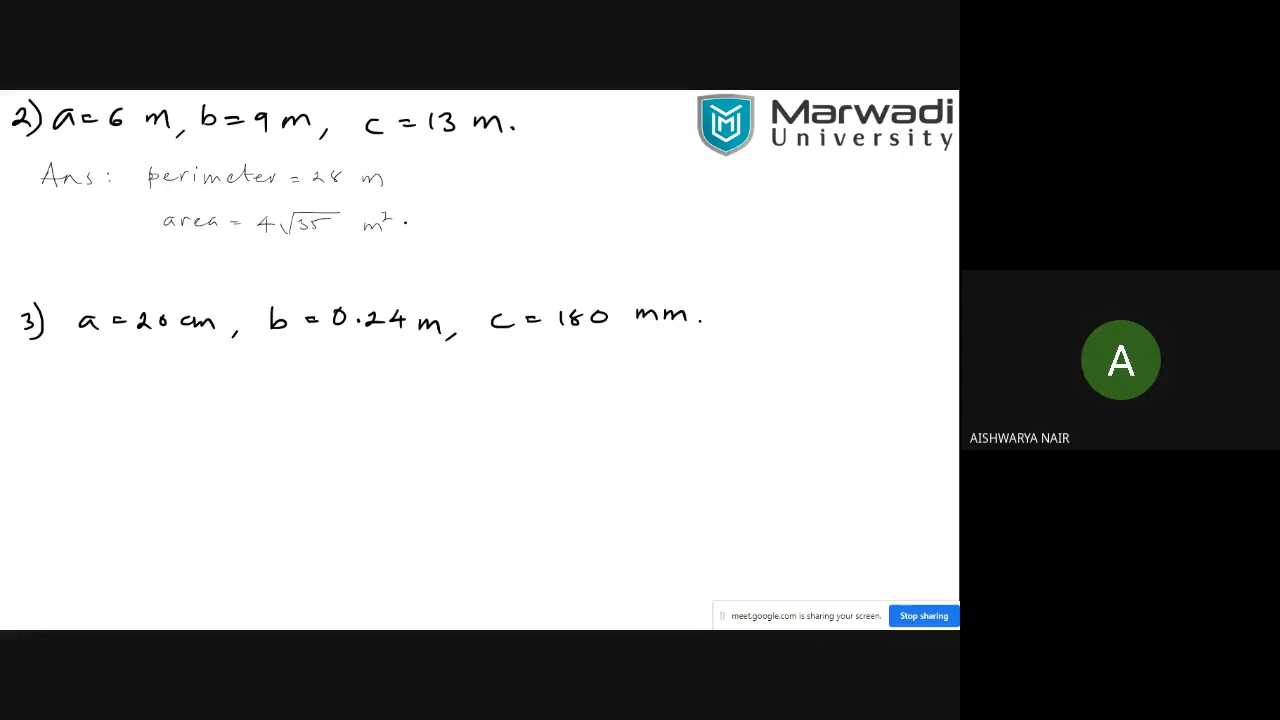 2) a = 6 m, b = 9 m, c = 13 m.
Marwadi
University
Ans: perimeter = 28 m
area = 4√35 m².
3) a = 20 cm, b = 0.24 m, c = 180 mm.
AISHWARYA NAIR
A
meet.google.com is sharing your screen.
Stop sharing